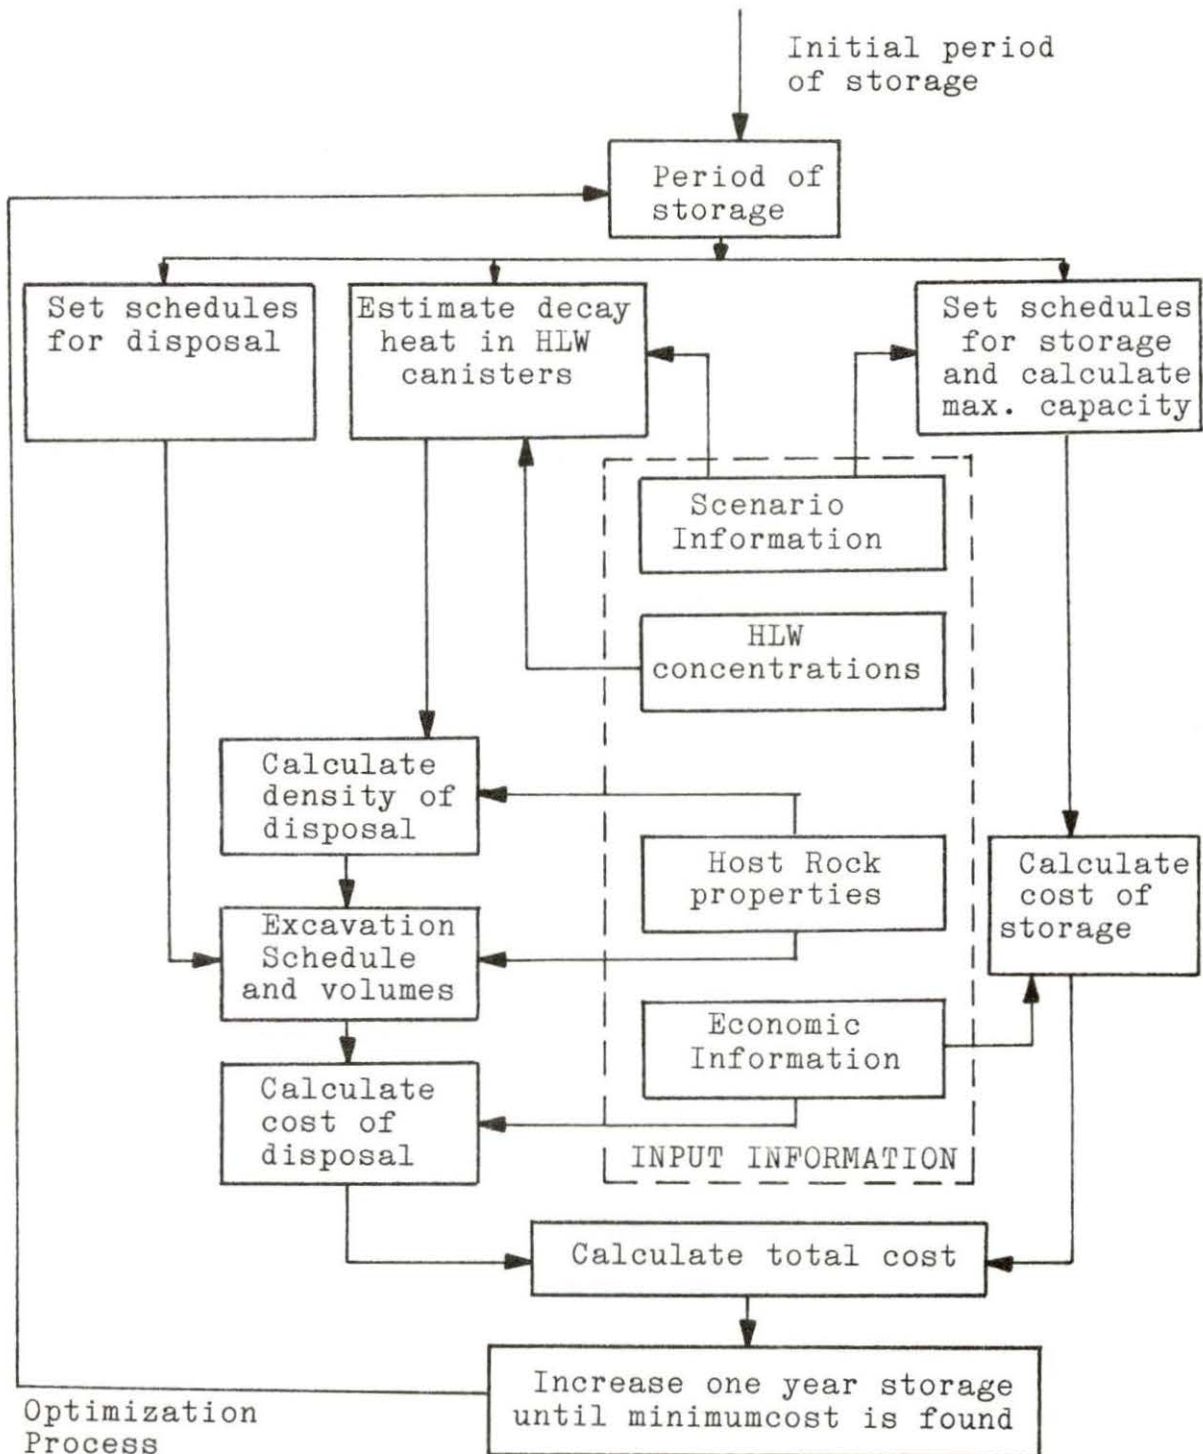 Initial period
of storage
Period of
storage
Set schedules
for disposal
Estimate decay
heat in HLW
canisters
Set schedules
for storage
and calculate
max. capacity
Scenario
Information
HLW
concentrations
Calculate
density of
disposal
Host Rock
properties
Calculate
cost of
storage
Excavation
Schedule
and volumes
Economic
Information
Calculate
cost of
disposal
INPUT INFORMATION
Calculate total cost
Increase one year storage
until minimumcost is found
Optimization
Process